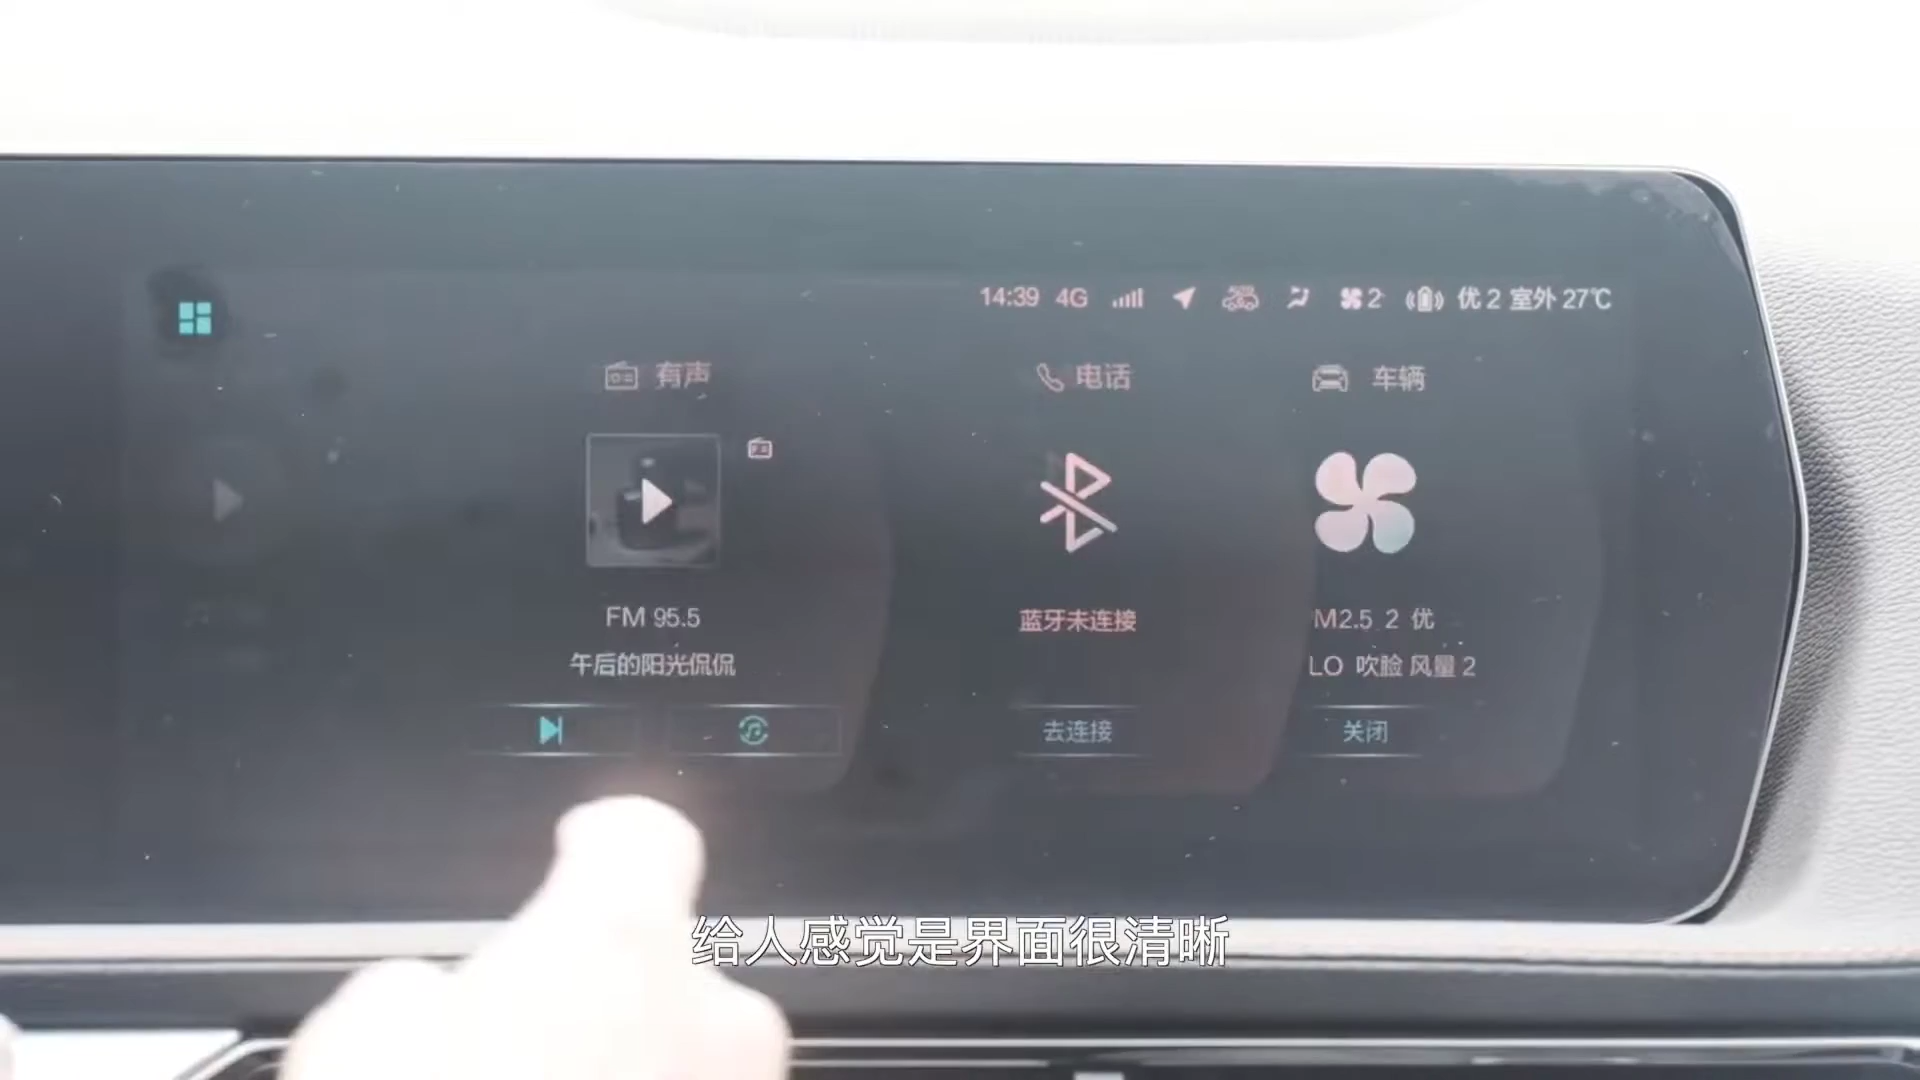 14:39 4G 2 优 2 室外 27℃
有声
电话
车辆
FM 95.5
蓝牙未连接
M2.5 2 优
午后的阳光侃侃
LO 吹脸 风量 2
去连接
关闭
给人感觉是界面很清晰